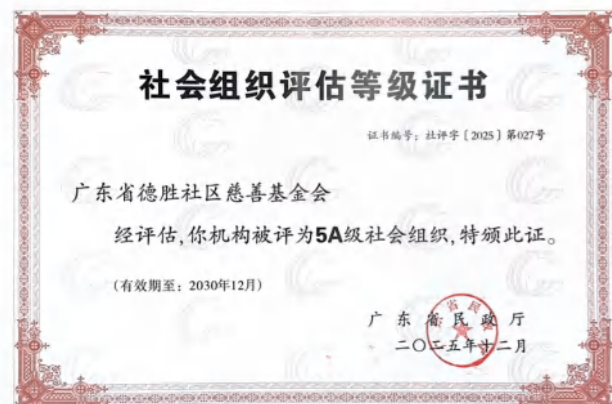 社会组织评估等级证书
证书编号：社评字〔2025〕第027号
广东省德胜社区慈善基金会
经评估,你机构被评为5A级社会组织,特颁此证。
(有效期至：2030年12月)
广东省民政厅
二〇二五年十二月